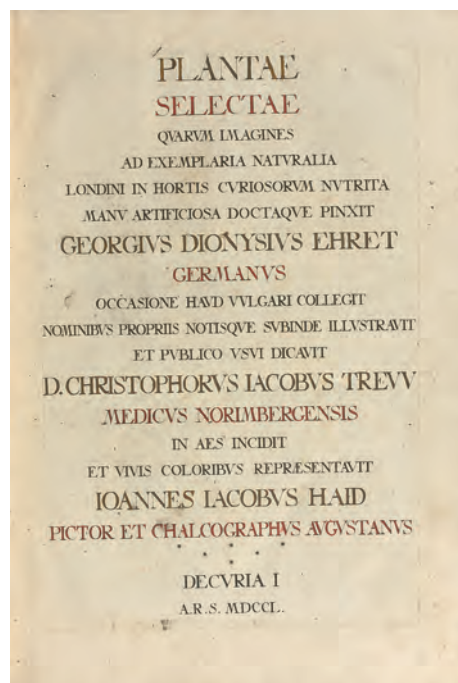 PLANTAE
SELECTAE
QVARVM IMAGINES
AD EXEMPLARIA NATVRALIA
LONDINI IN HORTIS CVRIOSORVM NVTRITA
MANV ARTIFICIOSA DOCTAQVE PINXIT
GEORGIVS DIONYSIVS EHRET
GERMANVS
OCCASIONE HAVD VVLGARI COLLEGIT
NOMINIBVS PROPRIIS NOTISQVE SVBINDE ILLVSTRAVIT
ET PVBLICO VSVI DICAVIT
D. CHRISTOPHORVS IACOBVS TREVV
MEDICVS NORIMBERGENSIS
IN AES INCIDIT
ET VIVIS COLORIBVS REPRÆSENTAVIT
IOANNES IACOBVS HAID
PICTOR ET CHALCOGRAPHVS AVGVSTANVS
DECVRIA I
A.R.S. MDCCL.